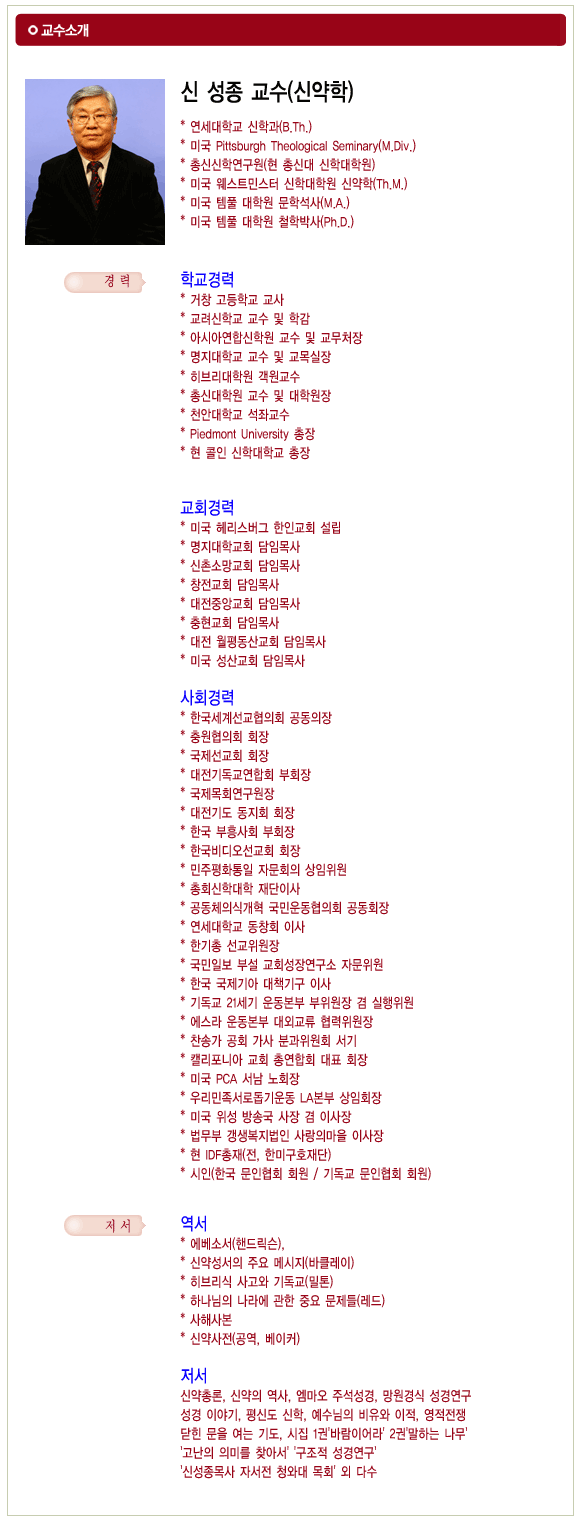 교수소개
신 성종 교수(신약학)
* 연세대학교 신학과(B.Th.)
* 미국 Pittsburgh Theological Seminary(M.Div.)
* 총신신학연구원(현 총신대 신학대학원)
* 미국 웨스트민스터 신학대학원 신약학(Th.M.)
* 미국 템풀 대학원 문학석사(M.A.)
* 미국 템풀 대학원 철학박사(Ph.D.)
경 력
학교경력
* 거창 고등학교 교사
* 교려신학교 교수 및 학감
* 아시아연합신학원 교수 및 교무처장
* 명지대학교 교수 및 교목실장
* 히브리대학원 객원교수
* 총신대학원 교수 및 대학원장
* 천안대학교 석좌교수
* Piedmont University 총장
* 현 콜인 신학대학교 총장
교회경력
* 미국 헤리스버그 한인교회 설립
* 명지대학교회 담임목사
* 신촌소망교회 담임목사
* 창전교회 담임목사
* 대전중앙교회 담임목사
* 충현교회 담임목사
* 대전 월평동산교회 담임목사
* 미국 성산교회 담임목사
사회경력
* 한국세계선교협의회 공동의장
* 충원협의회 회장
* 국제선교회 회장
* 대전기독교연합회 부회장
* 국제목회연구원장
* 대전기도 동지회 회장
* 한국 부흥사회 부회장
* 한국비디오선교회 회장
* 민주평화통일 자문회의 상임위원
* 총회신학대학 재단이사
* 공동체의식개혁 국민운동협의회 공동회장
* 연세대학교 동창회 이사
* 한기총 선교위원장
* 국민일보 부설 교회성장연구소 자문위원
* 한국 국제기아 대책기구 이사
* 기독교 21세기 운동본부 부위원장 겸 실행위원
* 에스라 운동본부 대외교류 협력위원장
* 찬송가 공회 가사 분과위원회 서기
* 캘리포니아 교회 총연합회 대표 회장
* 미국 PCA 서남 노회장
* 우리민족서로돕기운동 LA본부 상임회장
* 미국 위성 방송국 사장 겸 이사장
* 법무부 갱생복지법인 사랑의마을 이사장
* 현 IDF총재(전, 한미구호재단)
* 시인(한국 문인협회 회원 / 기독교 문인협회 회원)
저 서
역서
* 에베소서(핸드릭슨),
* 신약성서의 주요 메시지(바클레이)
* 히브리식 사고와 기독교(밀톤)
* 하나님의 나라에 관한 중요 문제들(레드)
* 사해사본
* 신약사전(공역, 베이커)
저서
신약총론, 신약의 역사, 엠마오 주석성경, 망원경식 성경연구
성경 이야기, 평신도 신학, 예수님의 비유와 이적, 영적전쟁
닫힌 문을 여는 기도, 시집 1권'바람이어라' 2권'말하는 나무'
'고난의 의미를 찾아서' '구조적 성경연구'
'신성종목사 자서전 청와대 목회' 외 다수